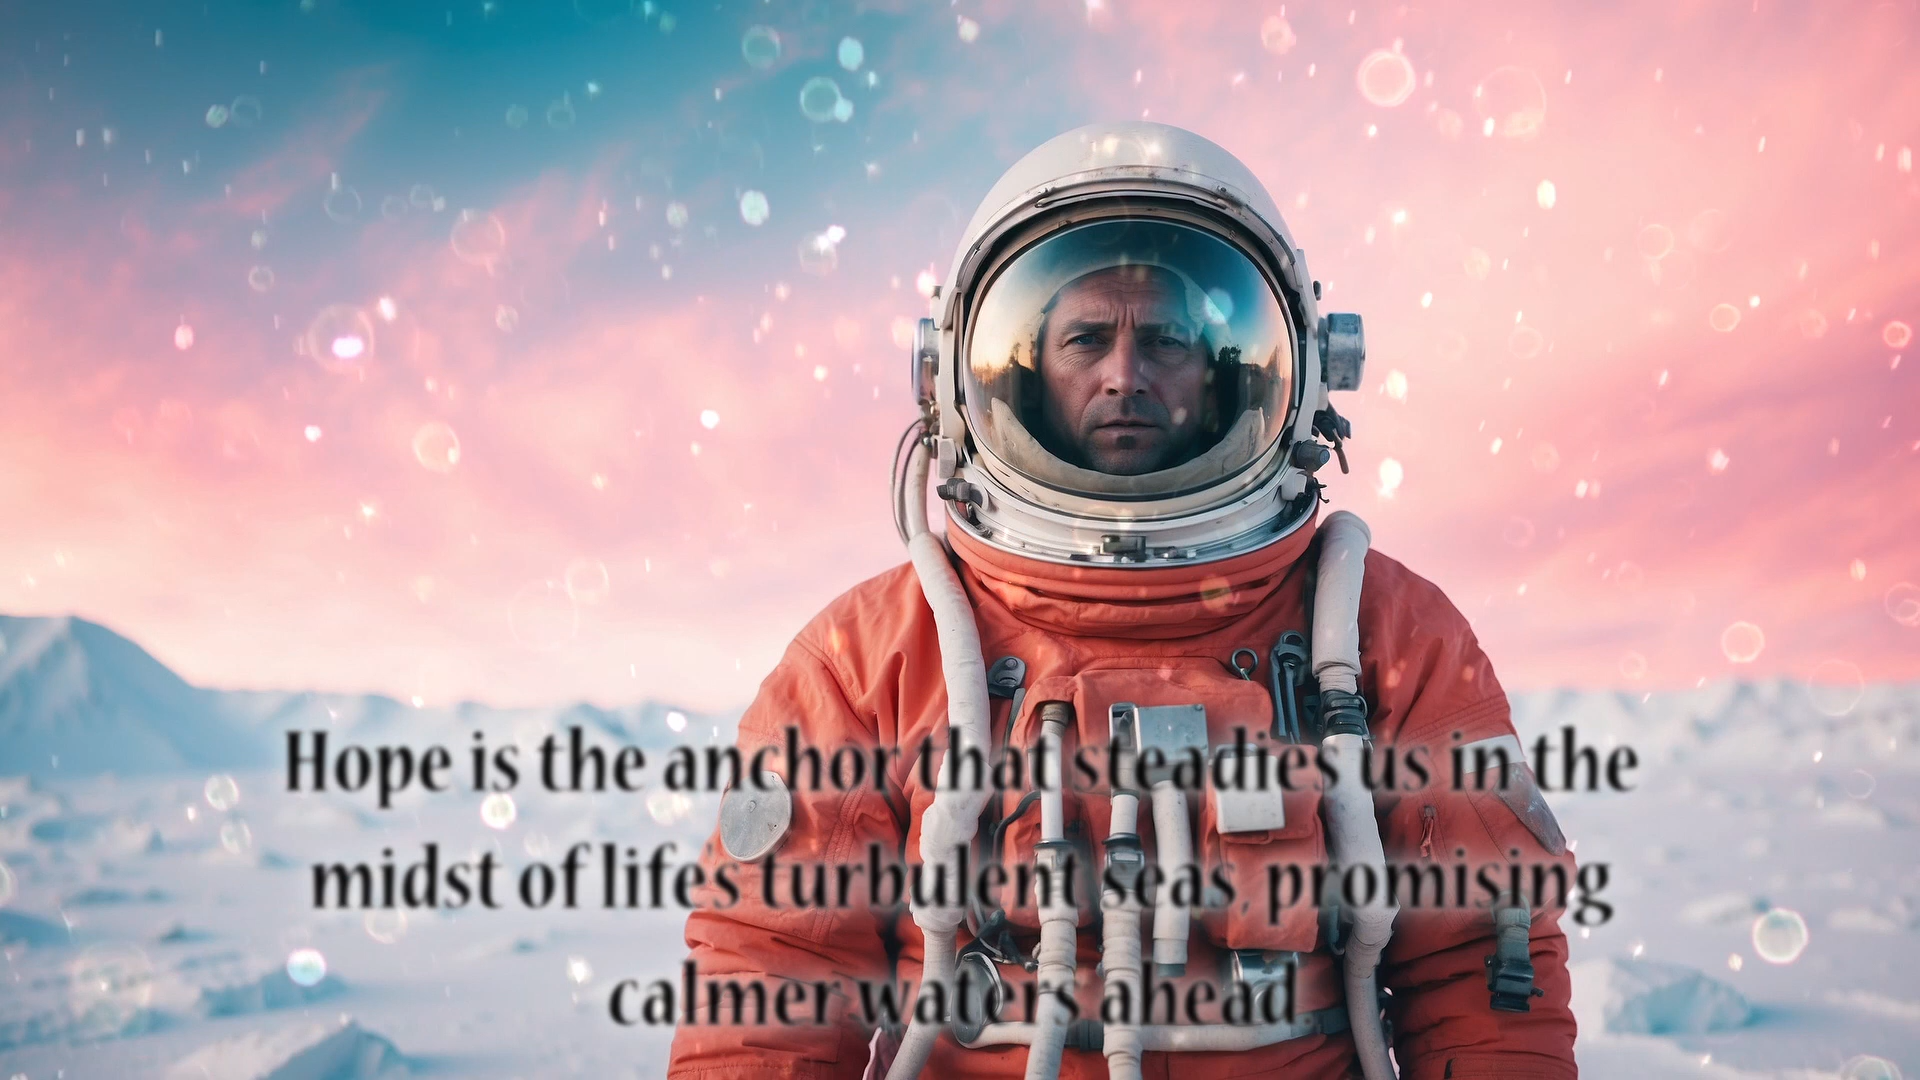 Hope is the anchor that steadies us in the
midst of life's turbulent seas, promising
calmer waters ahead.